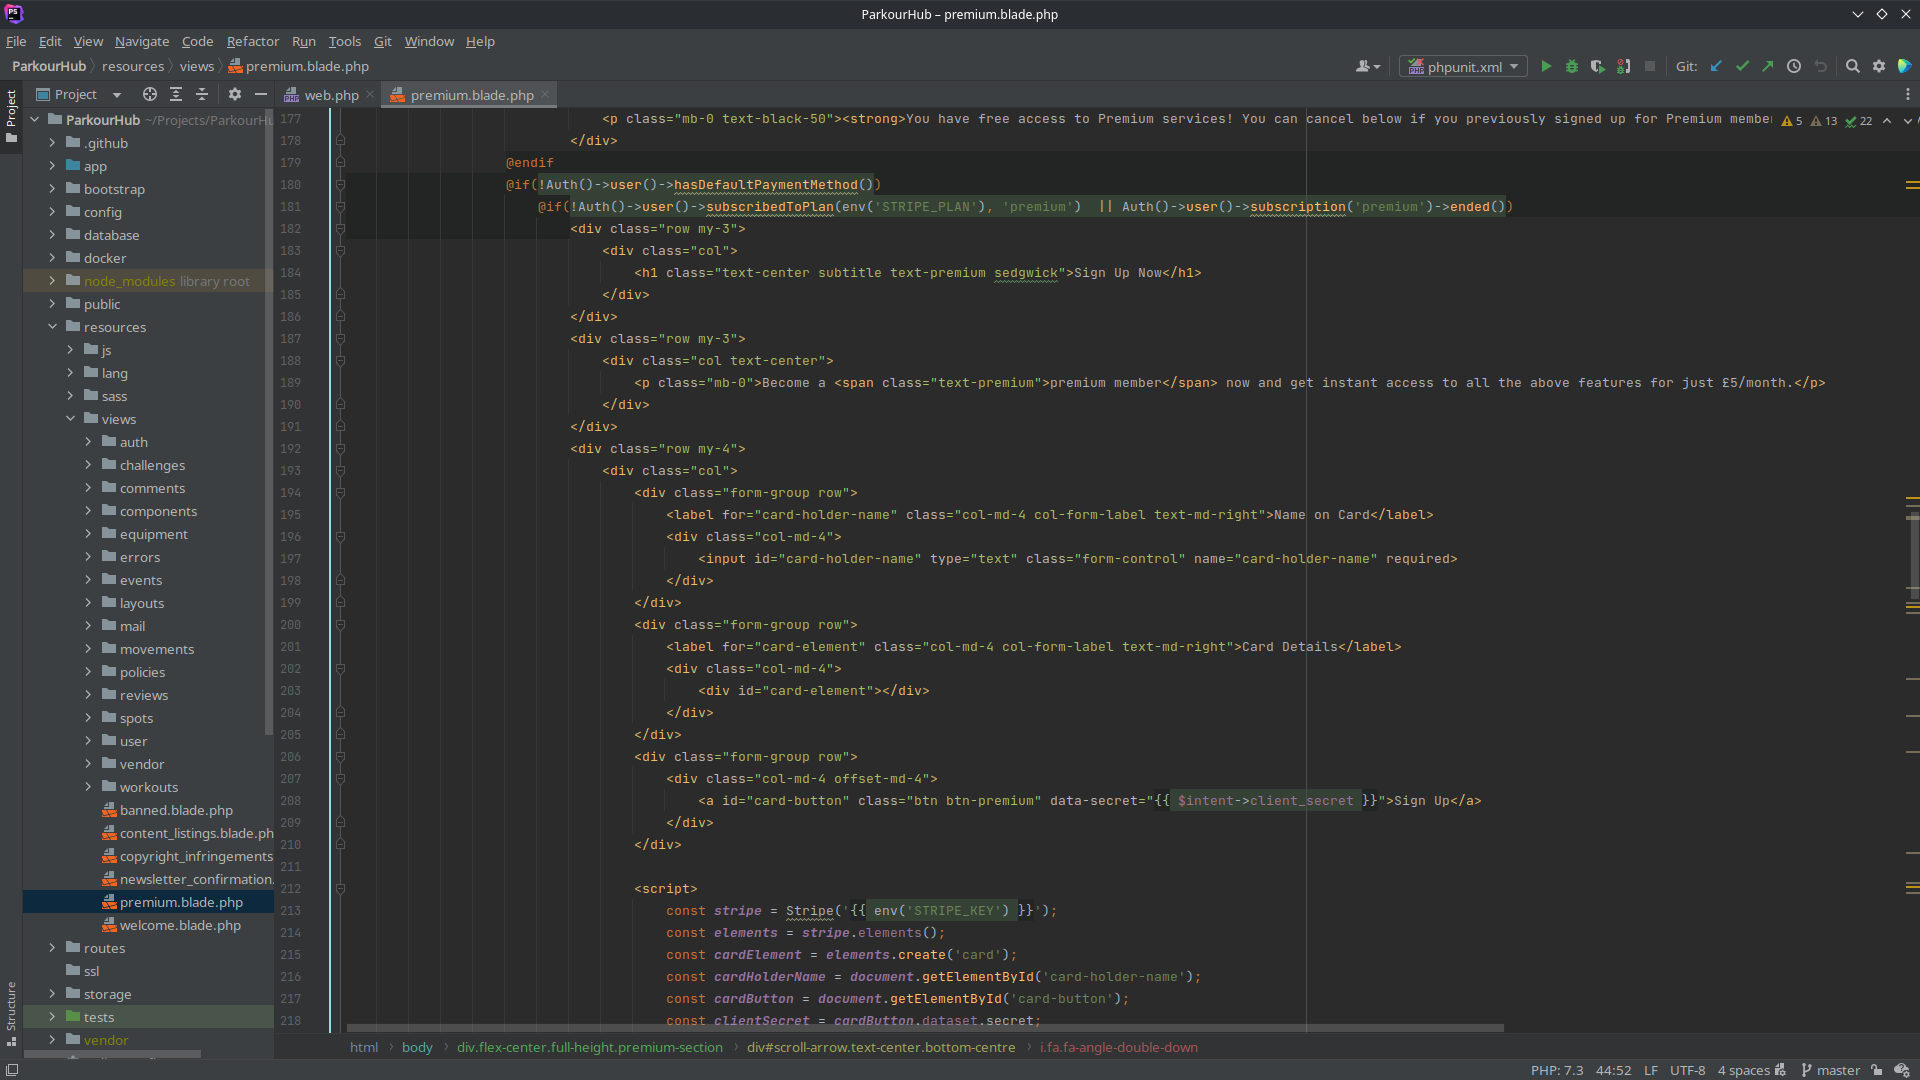 PS
ParkourHub – premium.blade.php
File Edit View Navigate Code Refactor Run Tools Git Window Help
ParkourHub resources views premium.blade.php
phpunit.xml
Git:
Project
Project
web.php
premium.blade.php
ParkourHub ~/Projects/ParkourHu
.github
app
bootstrap
config
database
docker
node_modules library root
public
resources
js
lang
sass
views
auth
challenges
comments
components
equipment
errors
events
layouts
mail
movements
policies
reviews
spots
user
vendor
workouts
banned.blade.php
content_listings.blade.ph
copyright_infringements
newsletter_confirmation.
premium.blade.php
welcome.blade.php
routes
ssl
storage
tests
vendor
Structure
5 13 22
177 <p class="mb-0 text-black-50"><strong>You have free access to Premium services! You can cancel below if you previously signed up for Premium member
178 </div>
179 @endif
180 @if(!Auth()->user()->hasDefaultPaymentMethod())
181 @if(!Auth()->user()->subscribedToPlan(env('STRIPE_PLAN'), 'premium')  || Auth()->user()->subscription('premium')->ended())
182 <div class="row my-3">
183 <div class="col">
184 <h1 class="text-center subtitle text-premium sedgwick">Sign Up Now</h1>
185 </div>
186 </div>
187 <div class="row my-3">
188 <div class="col text-center">
189 <p class="mb-0">Become a <span class="text-premium">premium member</span> now and get instant access to all the above features for just £5/month.</p>
190 </div>
191 </div>
192 <div class="row my-4">
193 <div class="col">
194 <div class="form-group row">
195 <label for="card-holder-name" class="col-md-4 col-form-label text-md-right">Name on Card</label>
196 <div class="col-md-4">
197 <input id="card-holder-name" type="text" class="form-control" name="card-holder-name" required>
198 </div>
199 </div>
200 <div class="form-group row">
201 <label for="card-element" class="col-md-4 col-form-label text-md-right">Card Details</label>
202 <div class="col-md-4">
203 <div id="card-element"></div>
204 </div>
205 </div>
206 <div class="form-group row">
207 <div class="col-md-4 offset-md-4">
208 <a id="card-button" class="btn btn-premium" data-secret="{{ $intent->client_secret }}">Sign Up</a>
209 </div>
210 </div>
211
212 <script>
213 const stripe = Stripe('{{ env('STRIPE_KEY') }}');
214 const elements = stripe.elements();
215 const cardElement = elements.create('card');
216 const cardHolderName = document.getElementById('card-holder-name');
217 const cardButton = document.getElementById('card-button');
218 const clientSecret = cardButton.dataset.secret;
html body div.flex-center.full-height.premium-section div#scroll-arrow.text-center.bottom-centre i.fa.fa-angle-double-down
PHP: 7.3 44:52 LF UTF-8 4 spaces master